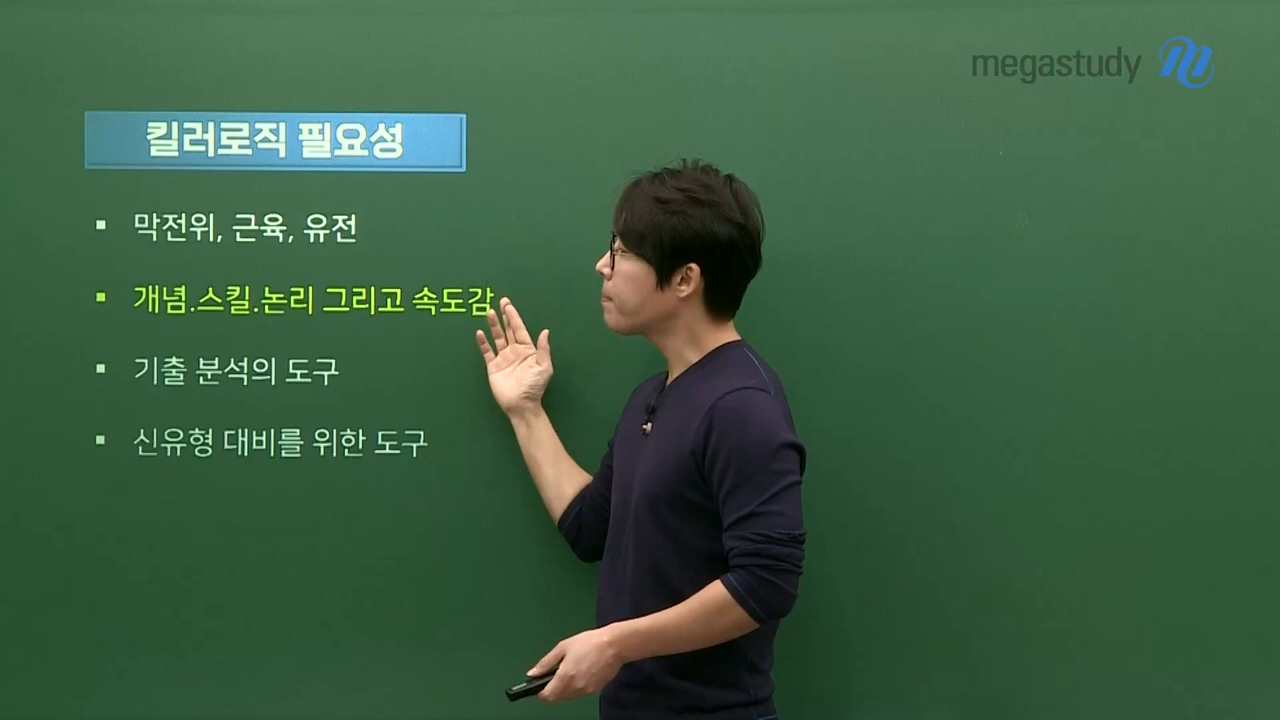 megastudy
킬러로직 필요성
막전위, 근육, 유전
개념.스킬.논리 그리고 속도감
기출 분석의 도구
신유형 대비를 위한 도구